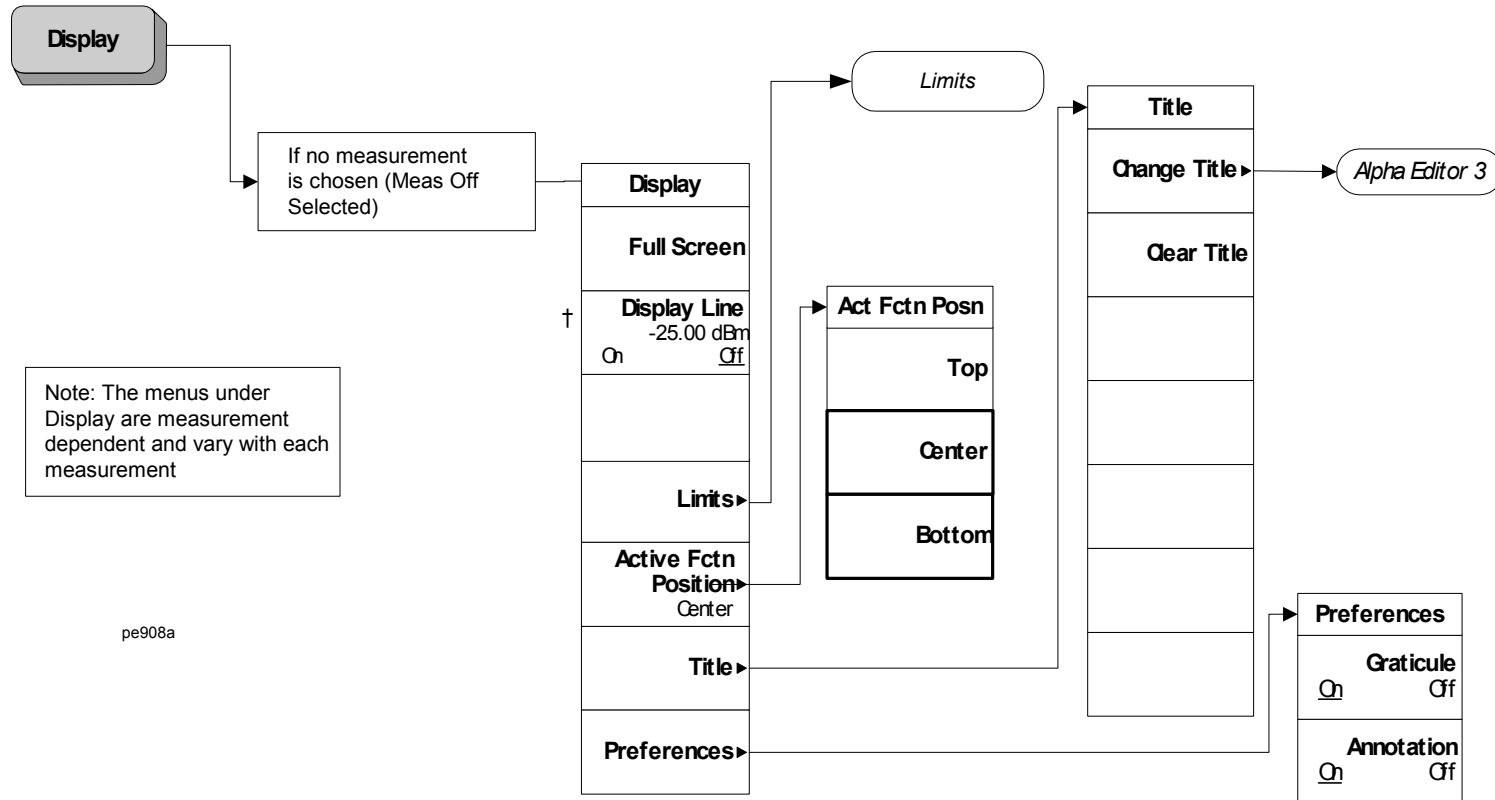 Display
If no measurement
is chosen (Meas Off
Selected)
Note: The menus under
Display are measurement
dependent and vary with each
measurement
pe908a
Display
Full Screen
†
Display Line
-25.00 dBm
On Off
Limits
Active Fctn
Position
Center
Title
Preferences
Limits
Act Fctn Posn
Top
Center
Bottom
Title
Change Title
Clear Title
Alpha Editor 3
Preferences
Graticule
On Off
Annotation
On Off